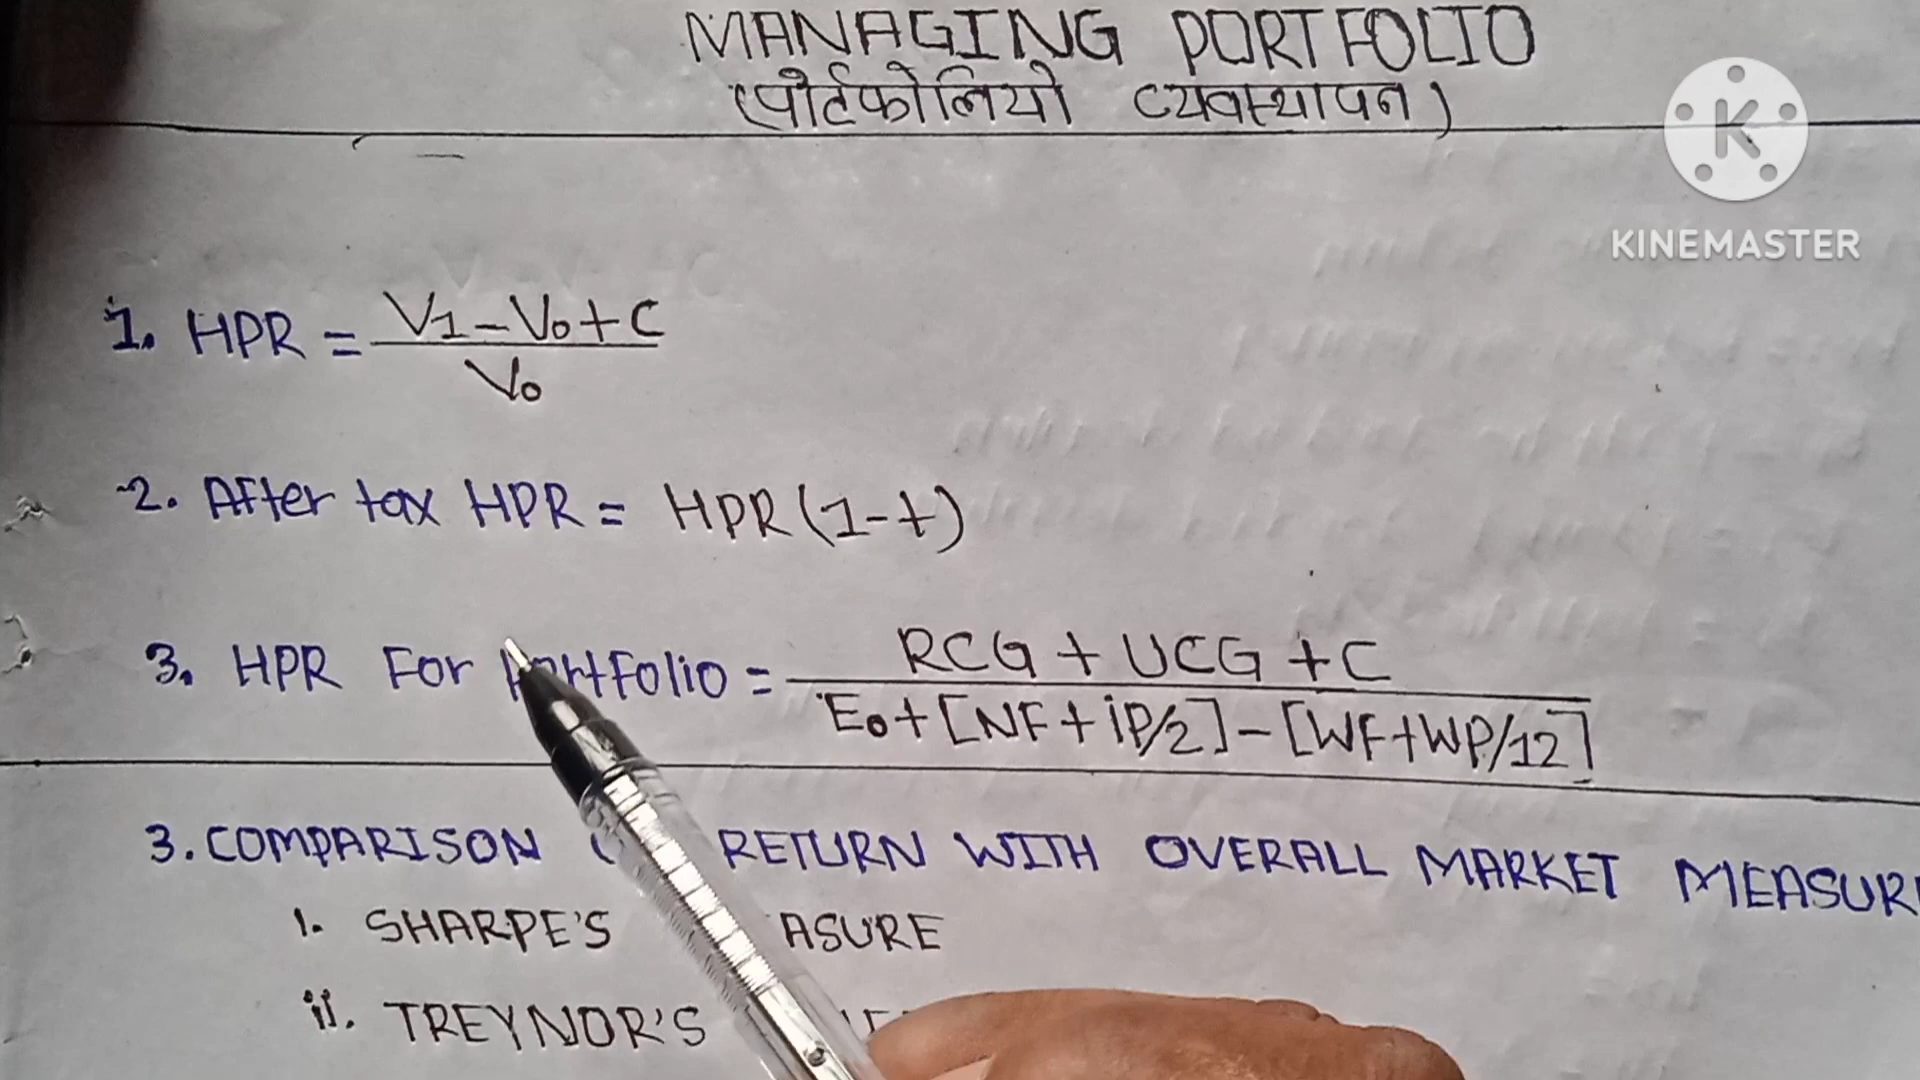 MANAGING PORTFOLIO
(पोर्टफोलियो व्यवस्थापन)
KINEMASTER
1. HPR = V1 - V0 + C / V0
2. After tax HPR = HPR (1-t)
3. HPR For Portfolio = RCG + UCG + C / E0 + [NF + iP/2] - [WF+WP/12]
3. COMPARISON RETURN WITH OVERALL MARKET MEASUR
i. SHARPE'S ASURE
ii. TREYNOR'S